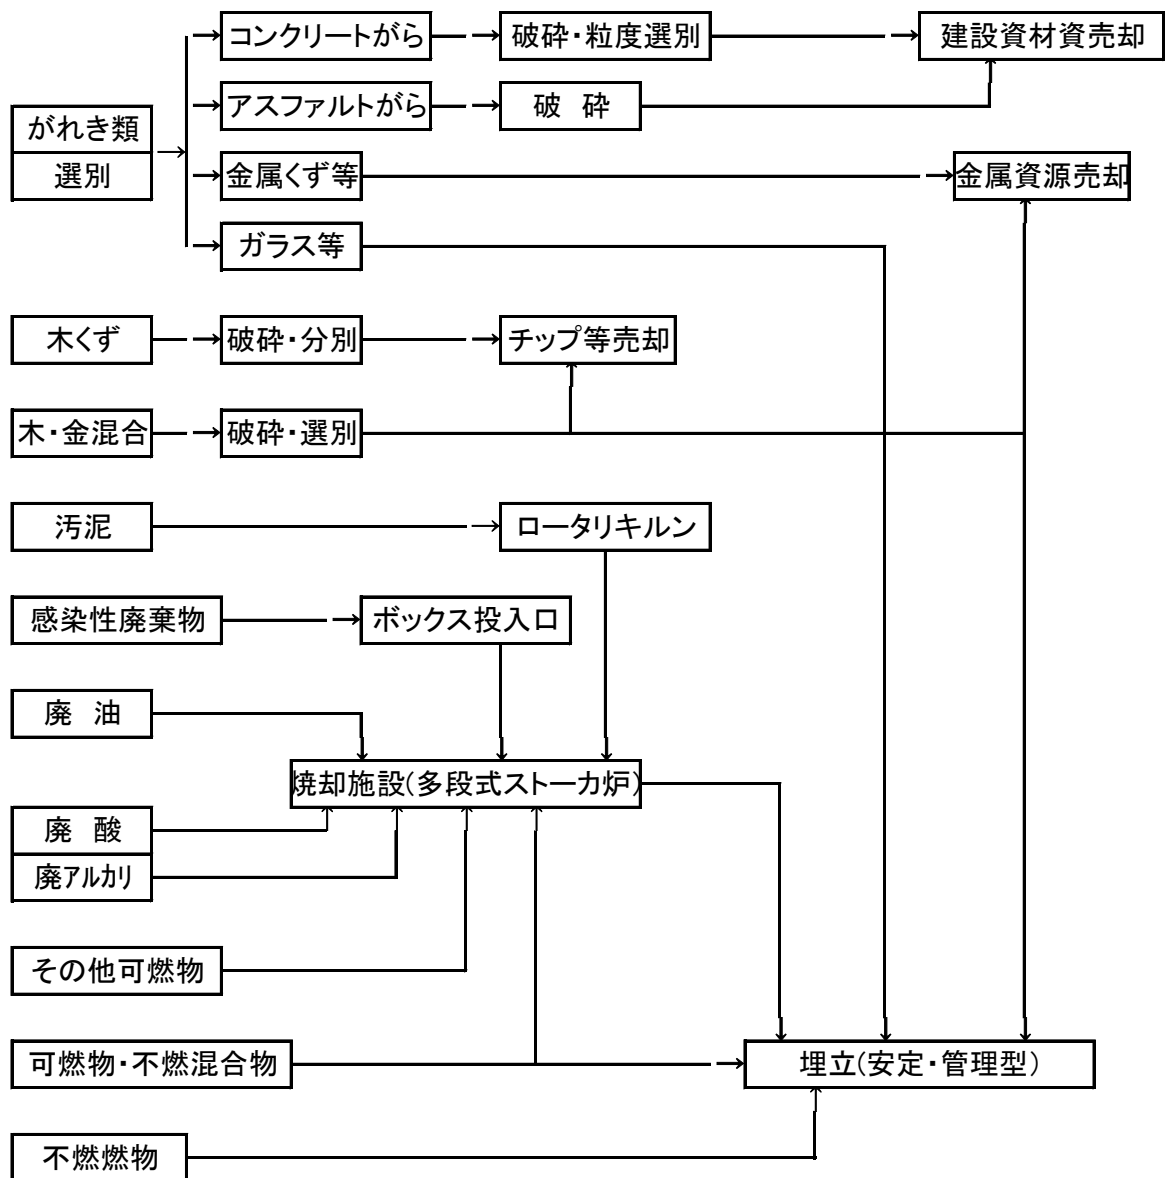 コンクリートがら
破砕・粒度選別
建設資材資売却
アスファルトがら
破 砕
がれき類
選別
金属くず等
金属資源売却
ガラス等
木くず
破砕・分別
チップ等売却
木・金混合
破砕・選別
汚泥
ロータリキルン
感染性廃棄物
ボックス投入口
廃 油
焼却施設(多段式ストーカ炉)
廃 酸
廃アルカリ
その他可燃物
可燃物・不燃混合物
埋立(安定・管理型)
不燃燃物